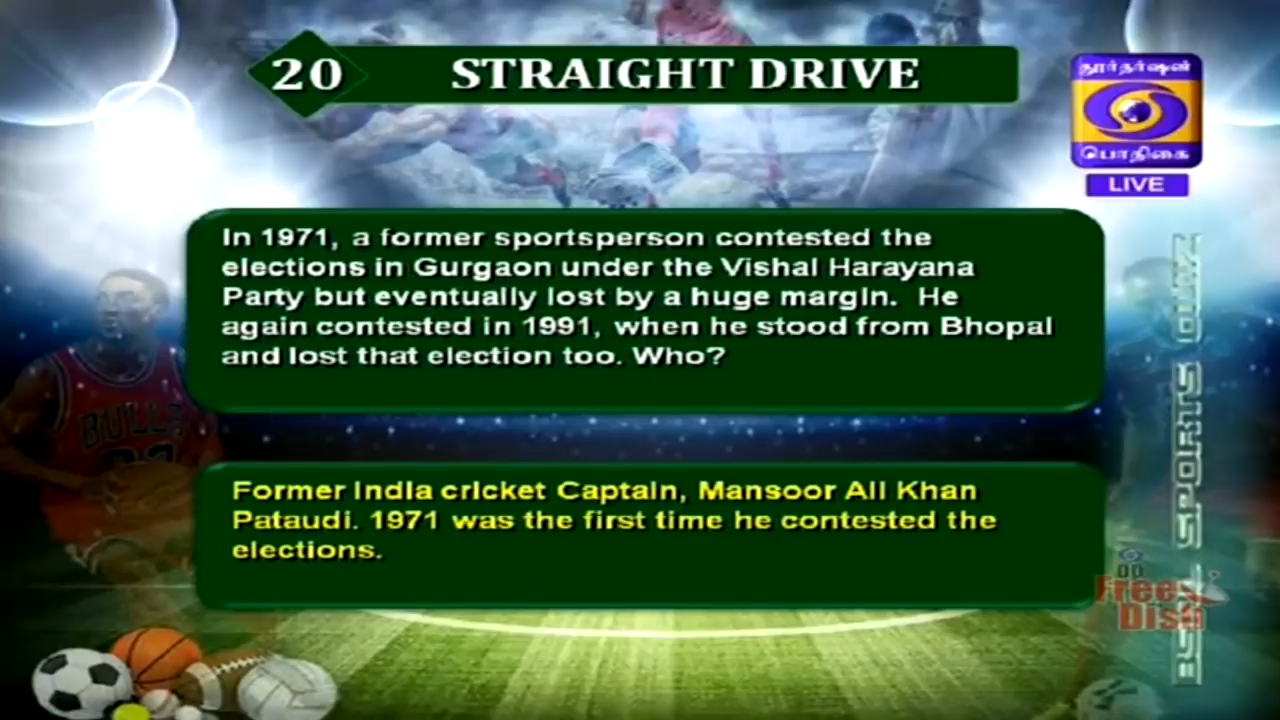 20 STRAIGHT DRIVE
தூர்தர்ஷன்
பொதிகை
LIVE
In 1971, a former sportsperson contested the
elections in Gurgaon under the Vishal Harayana
Party but eventually lost by a huge margin. He
again contested in 1991, when he stood from Bhopal
and lost that election too. Who?
Former India cricket Captain, Mansoor Ali Khan
Pataudi. 1971 was the first time he contested the
elections.
BULLS
DD
Free
Dish
SPORTS QUIZ